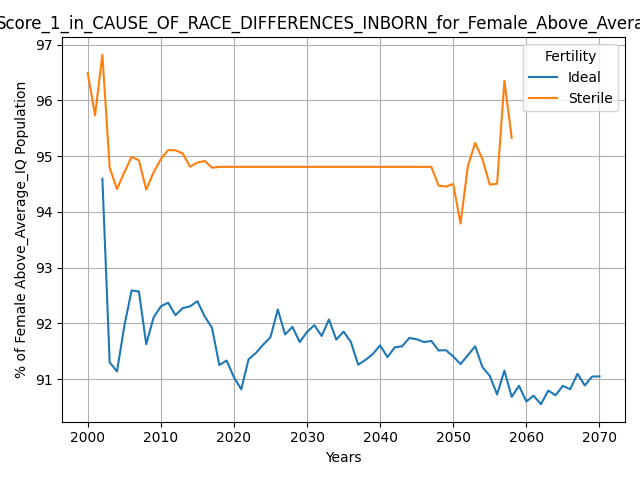 Score_1_in_CAUSE_OF_RACE_DIFFERENCES_INBORN_for_Female_Above_Avera
Fertility
Ideal
Sterile
% of Female Above_Average_IQ Population
97
96
95
94
93
92
91
2000 2010 2020 2030 2040 2050 2060 2070
Years